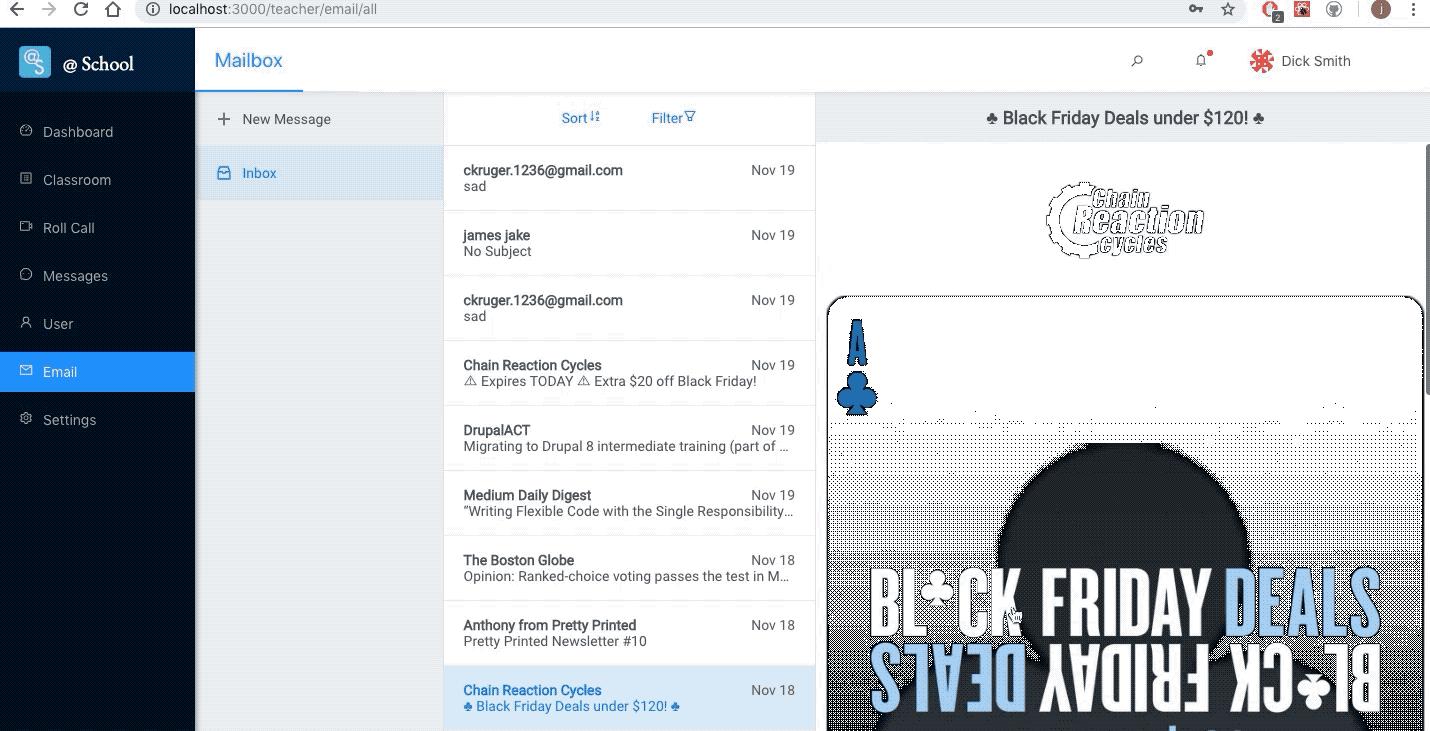 localhost:3000/teacher/email/all
2
j
@S
@ School
Mailbox
Dick Smith
Dashboard
Classroom
Roll Call
Messages
User
Email
Settings
+ New Message
Inbox
Sort
Filter
ckruger.1236@gmail.com Nov 19
sad
james jake Nov 19
No Subject
ckruger.1236@gmail.com Nov 19
sad
Chain Reaction Cycles Nov 19
⚠ Expires TODAY ⚠ Extra $20 off Black Friday!
DrupalACT Nov 19
Migrating to Drupal 8 intermediate training (part of ...
Medium Daily Digest Nov 19
“Writing Flexible Code with the Single Responsibility...
The Boston Globe Nov 18
Opinion: Ranked-choice voting passes the test in M...
Anthony from Pretty Printed Nov 18
Pretty Printed Newsletter #10
Chain Reaction Cycles Nov 18
♣ Black Friday Deals under $120! ♣
♣ Black Friday Deals under $120! ♣
Chain
Reaction
cycles
A
♣
BL♣CK FRIDAY DEALS
BL♣CK FRIDAY DEALS